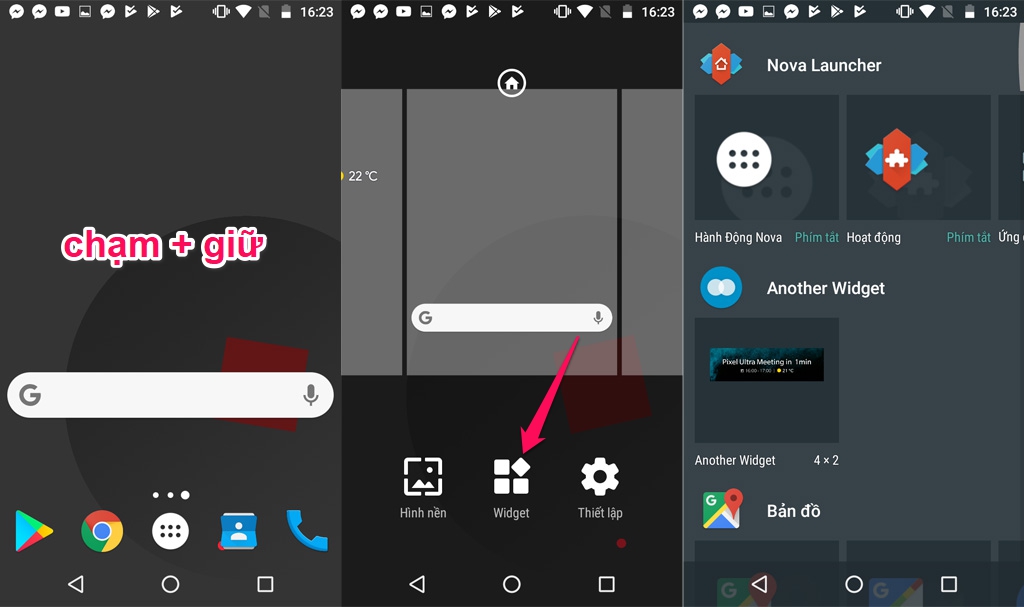 16:23
chạm + giữ
G
16:23
22 °C
G
Hình nền
Widget
Thiết lập
16:23
Nova Launcher
Hành Động Nova Phím tắt
Hoạt động Phím tắt
Ứng
Another Widget
Pixel Ultra Meeting in 1min
16:00 - 17:00 | 21 °C
Another Widget 4 × 2
G
Bản đồ